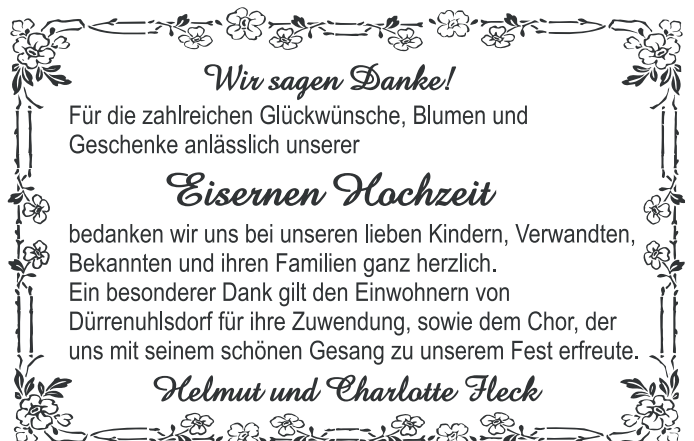 Wir sagen Danke!
Für die zahlreichen Glückwünsche, Blumen und
Geschenke anlässlich unserer
Eisernen Hochzeit
bedanken wir uns bei unseren lieben Kindern, Verwandten,
Bekannten und ihren Familien ganz herzlich.
Ein besonderer Dank gilt den Einwohnern von
Dürrenuhlsdorf für ihre Zuwendung, sowie dem Chor, der
uns mit seinem schönen Gesang zu unserem Fest erfreute.
Helmut und Charlotte Fleck